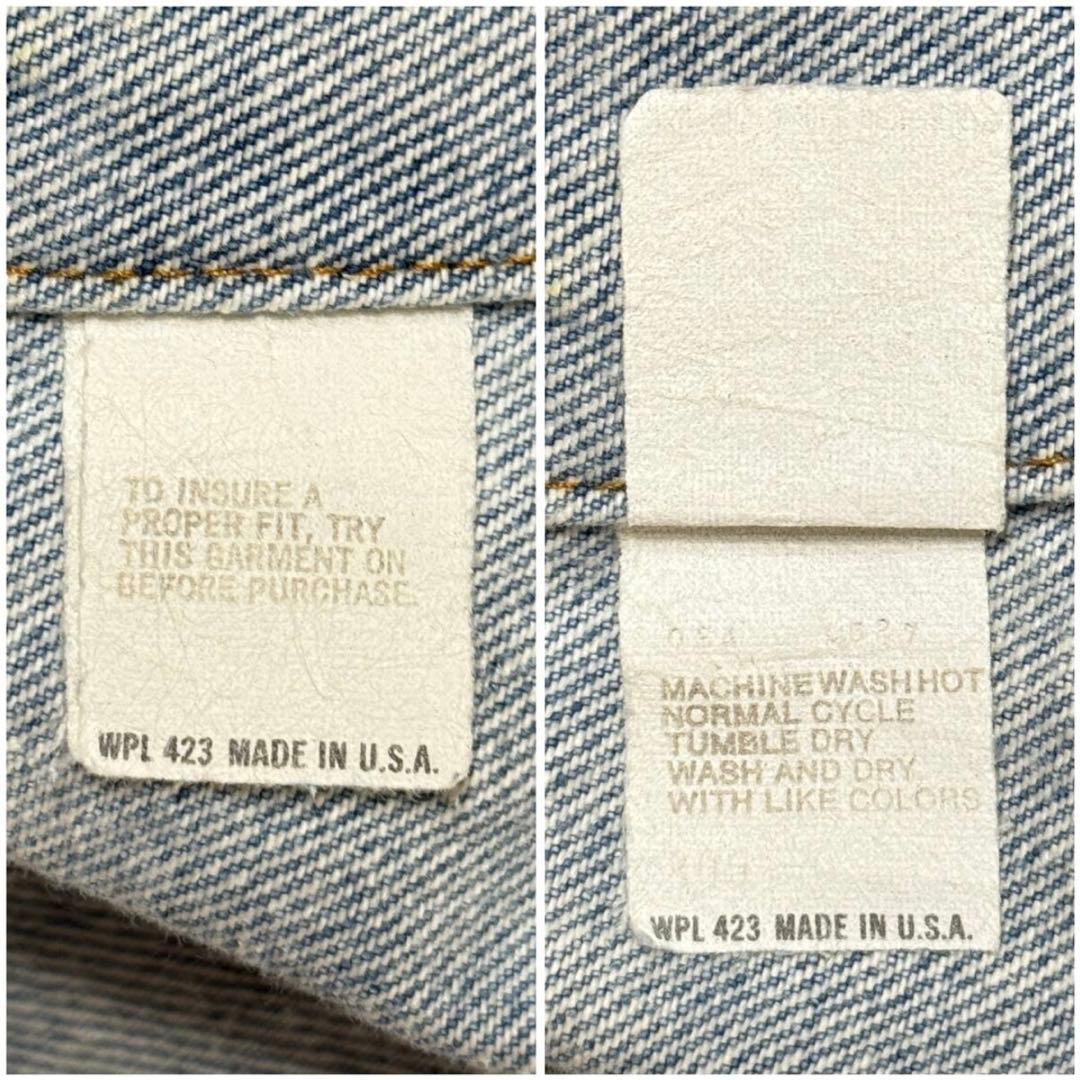 TO INSURE A
PROPER FIT, TRY
THIS GARMENT ON
BEFORE PURCHASE.
WPL 423 MADE IN U.S.A.
MACHINE WASH HOT
NORMAL CYCLE
TUMBLE DRY
WASH AND DRY
WITH LIKE COLORS
WPL 423 MADE IN U.S.A.